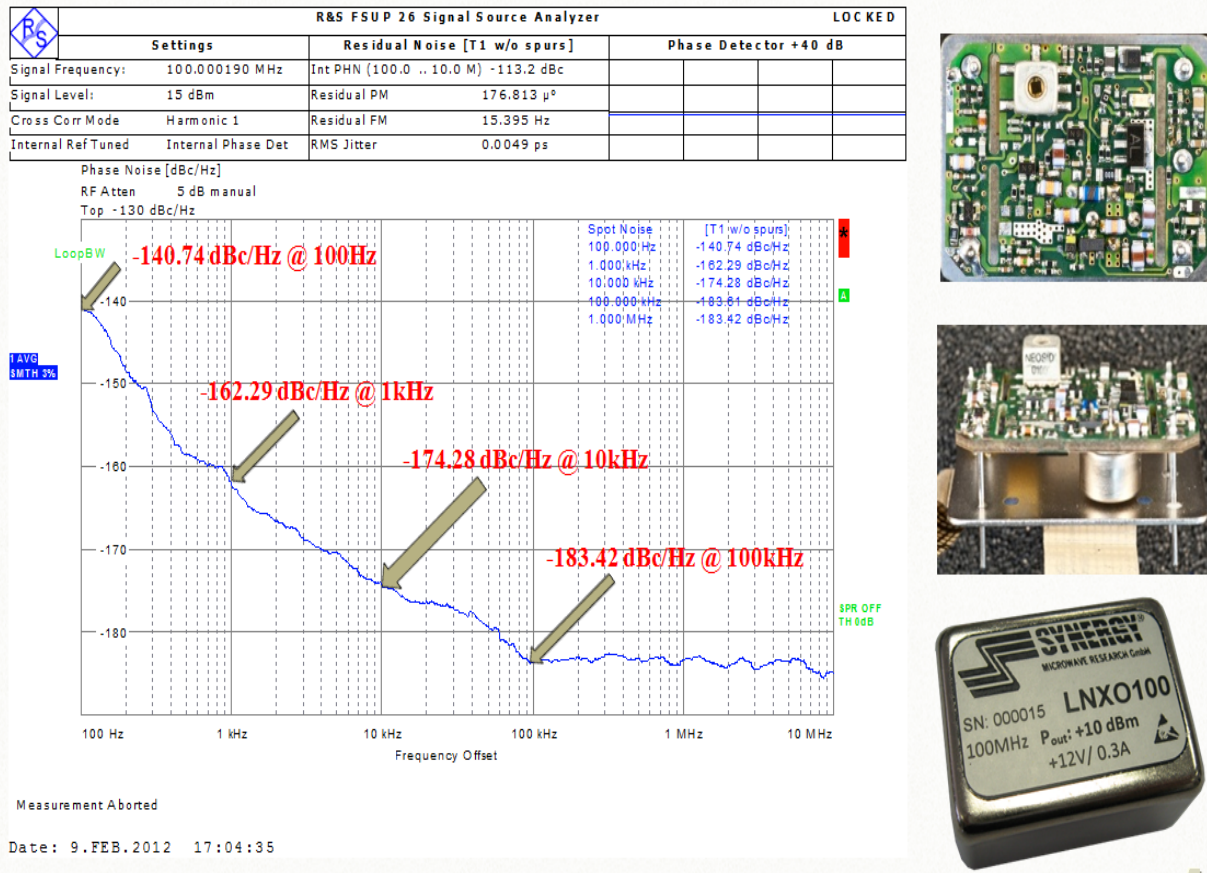 R&S FSUP 26 Signal Source Analyzer LOCKED
R S
Settings Residual Noise [T1 w/o spurs] Phase Detector +40 dB
Signal Frequency: 100.000190 MHz Int PHN (100.0 .. 10.0 M) -113.2 dBc
Signal Level: 15 dBm Residual PM 176.813 µ°
Cross Corr Mode Harmonic 1 Residual FM 15.395 Hz
Internal Ref Tuned Internal Phase Det RMS Jitter 0.0049 ps
Phase Noise [dBc/Hz]
RF Atten 5 dB manual
Top -130 dBc/Hz
Spot Noise [T1 w/o spurs]
100.000 Hz -140.74 dBc/Hz
1.000 kHz -162.29 dBc/Hz
10.000 kHz -174.28 dBc/Hz
100.000 kHz -183.61 dBc/Hz
1.000 MHz -183.42 dBc/Hz
*
A
LoopBW
-140.74 dBc/Hz @ 100Hz
-140
1 AVG
SMTH 3%
-150
-162.29 dBc/Hz @ 1kHz
-160
-174.28 dBc/Hz @ 10kHz
-170
-183.42 dBc/Hz @ 100kHz
-180
SPR OFF
TH 0dB
100 Hz 1 kHz 10 kHz 100 kHz 1 MHz 10 MHz
Frequency Offset
Measurement Aborted
Date: 9.FEB.2012 17:04:35
AL
NEOSID
SYNERGY®
MICROWAVE RESEARCH GmbH
LNXO100
SN: 000015
100MHz Pout: +10 dBm
+12V/ 0.3A